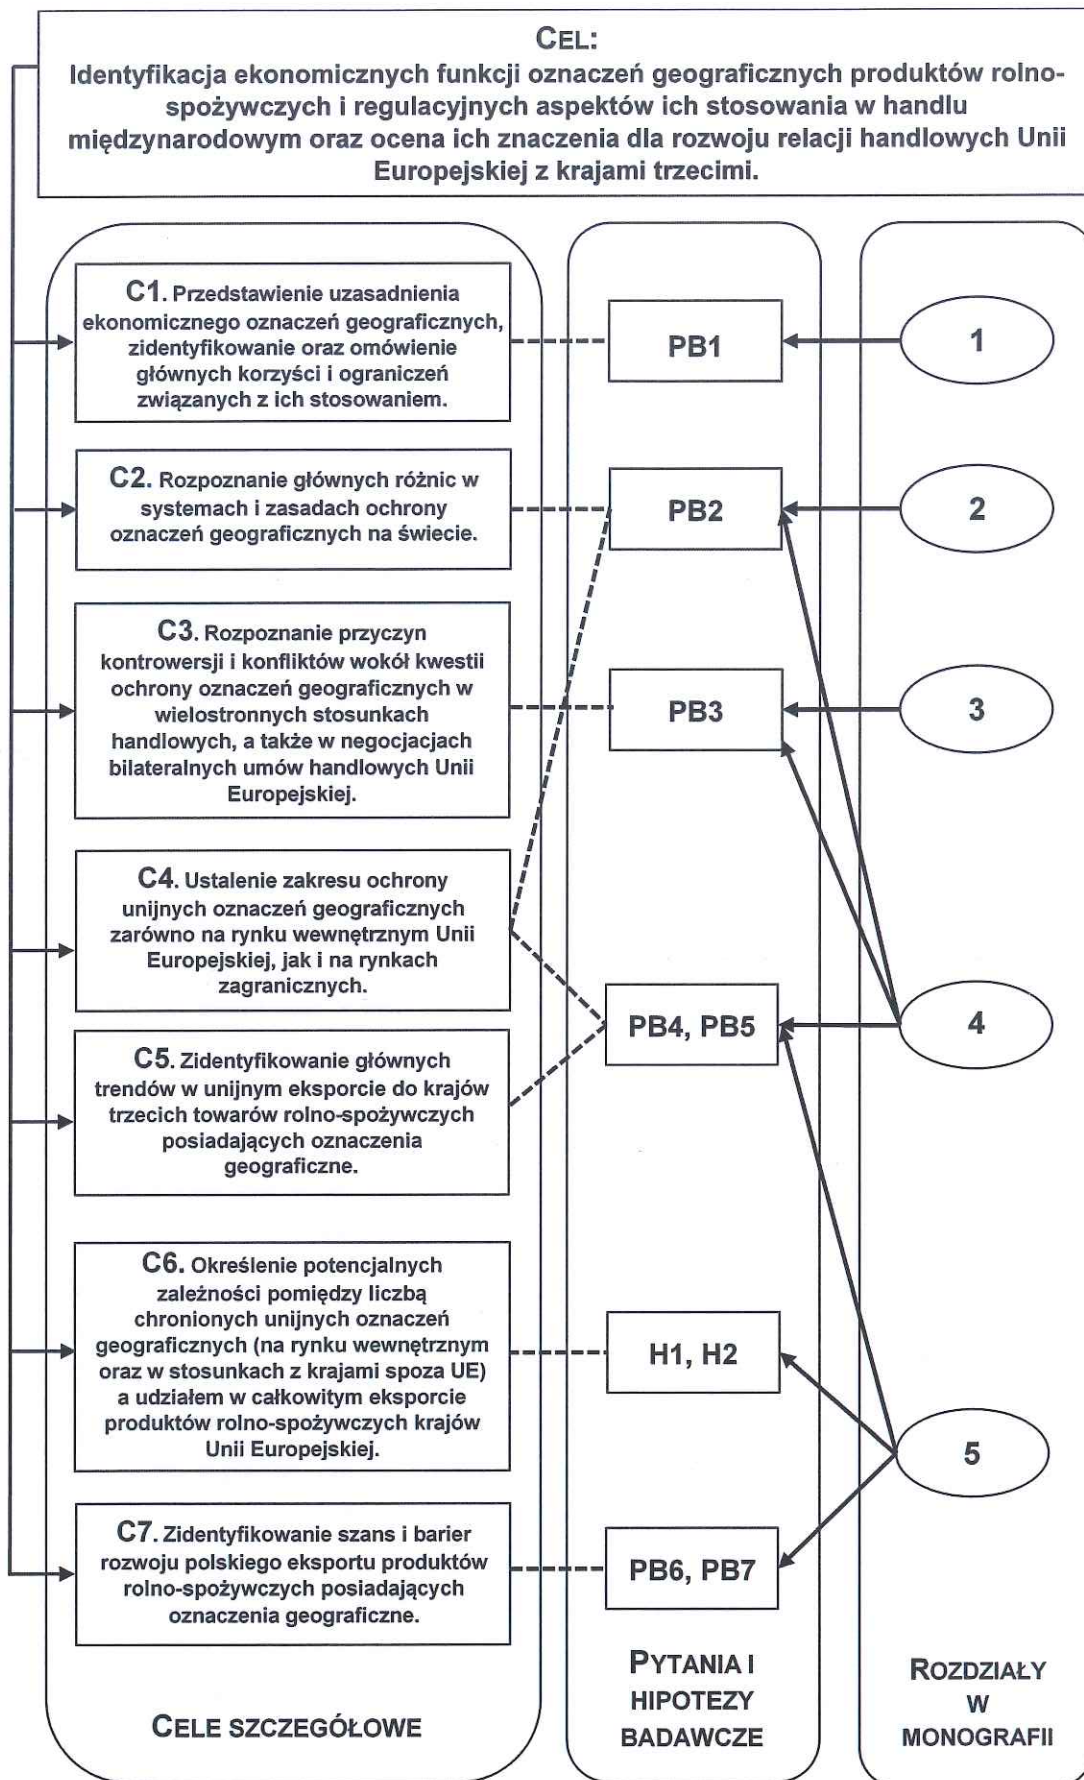 CEL:
Identyfikacja ekonomicznych funkcji oznaczeń geograficznych produktów rolno-
spożywczych i regulacyjnych aspektów ich stosowania w handlu
międzynarodowym oraz ocena ich znaczenia dla rozwoju relacji handlowych Unii
Europejskiej z krajami trzecimi.
C1. Przedstawienie uzasadnienia
ekonomicznego oznaczeń geograficznych,
zidentyfikowanie oraz omówienie
głównych korzyści i ograniczeń
związanych z ich stosowaniem.
PB1
1
C2. Rozpoznanie głównych różnic w
systemach i zasadach ochrony
oznaczeń geograficznych na świecie.
PB2
2
C3. Rozpoznanie przyczyn
kontrowersji i konfliktów wokół kwestii
ochrony oznaczeń geograficznych w
wielostronnych stosunkach
handlowych, a także w negocjacjach
bilateralnych umów handlowych Unii
Europejskiej.
PB3
3
C4. Ustalenie zakresu ochrony
unijnych oznaczeń geograficznych
zarówno na rynku wewnętrznym Unii
Europejskiej, jak i na rynkach
zagranicznych.
PB4, PB5
4
C5. Zidentyfikowanie głównych
trendów w unijnym eksporcie do krajów
trzecich towarów rolno-spożywczych
posiadających oznaczenia
geograficzne.
C6. Określenie potencjalnych
zależności pomiędzy liczbą
chronionych unijnych oznaczeń
geograficznych (na rynku wewnętrznym
oraz w stosunkach z krajami spoza UE)
a udziałem w całkowitym eksporcie
produktów rolno-spożywczych krajów
Unii Europejskiej.
H1, H2
5
C7. Zidentyfikowanie szans i barier
rozwoju polskiego eksportu produktów
rolno-spożywczych posiadających
oznaczenia geograficzne.
PB6, PB7
CELE SZCZEGÓŁOWE
PYTANIA I
HIPOTEZY
BADAWCZE
ROZDZIAŁY
W
MONOGRAFII